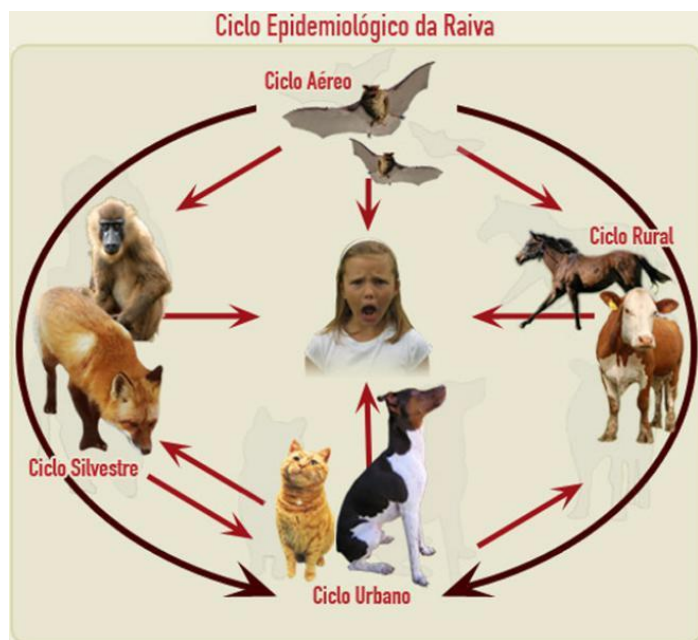 Ciclo Epidemiológico da Raiva
Ciclo Aéreo
Ciclo Rural
Ciclo Silvestre
Ciclo Urbano